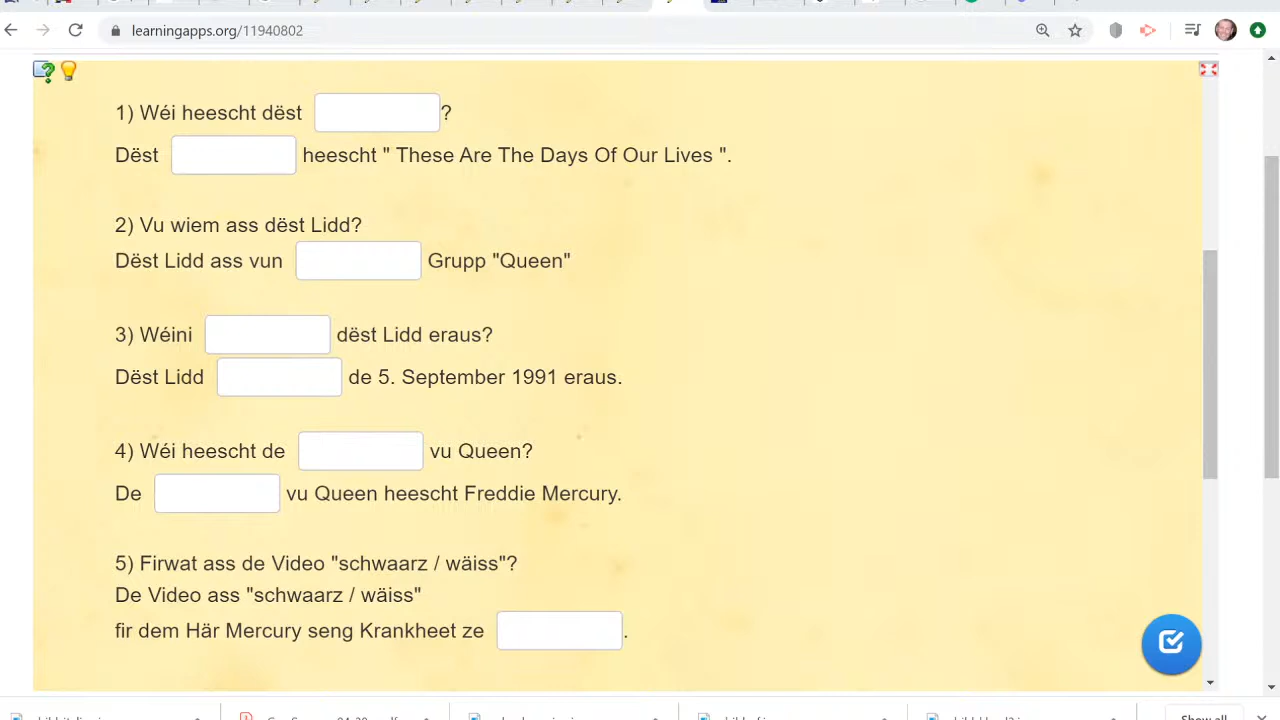 learningapps.org/11940802
1) Wéi heescht dëst ?
Dëst heescht " These Are The Days Of Our Lives ".
2) Vu wiem ass dëst Lidd?
Dëst Lidd ass vun Grupp "Queen"
3) Wéini dëst Lidd eraus?
Dëst Lidd de 5. September 1991 eraus.
4) Wéi heescht de vu Queen?
De vu Queen heescht Freddie Mercury.
5) Firwat ass de Video "schwaarz / wäiss"?
De Video ass "schwaarz / wäiss"
fir dem Här Mercury seng Krankheet ze .
Show all